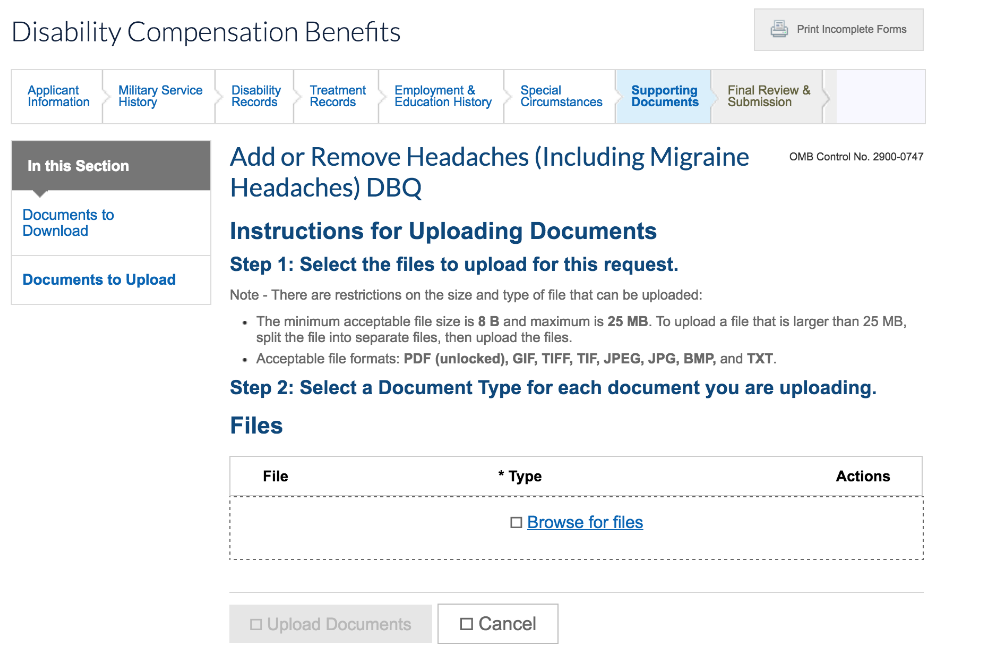 Disability Compensation Benefits
Print Incomplete Forms
Applicant
Information
Military Service
History
Disability
Records
Treatment
Records
Employment &
Education History
Special
Circumstances
Supporting
Documents
Final Review &
Submission
In this Section
Documents to
Download
Documents to Upload
Add or Remove Headaches (Including Migraine
Headaches) DBQ
OMB Control No. 2900-0747
Instructions for Uploading Documents
Step 1: Select the files to upload for this request.
Note - There are restrictions on the size and type of file that can be uploaded:
• The minimum acceptable file size is 8 B and maximum is 25 MB. To upload a file that is larger than 25 MB,
split the file into separate files, then upload the files.
• Acceptable file formats: PDF (unlocked), GIF, TIFF, TIF, JPEG, JPG, BMP, and TXT.
Step 2: Select a Document Type for each document you are uploading.
Files
File * Type Actions
Browse for files
Upload Documents
Cancel